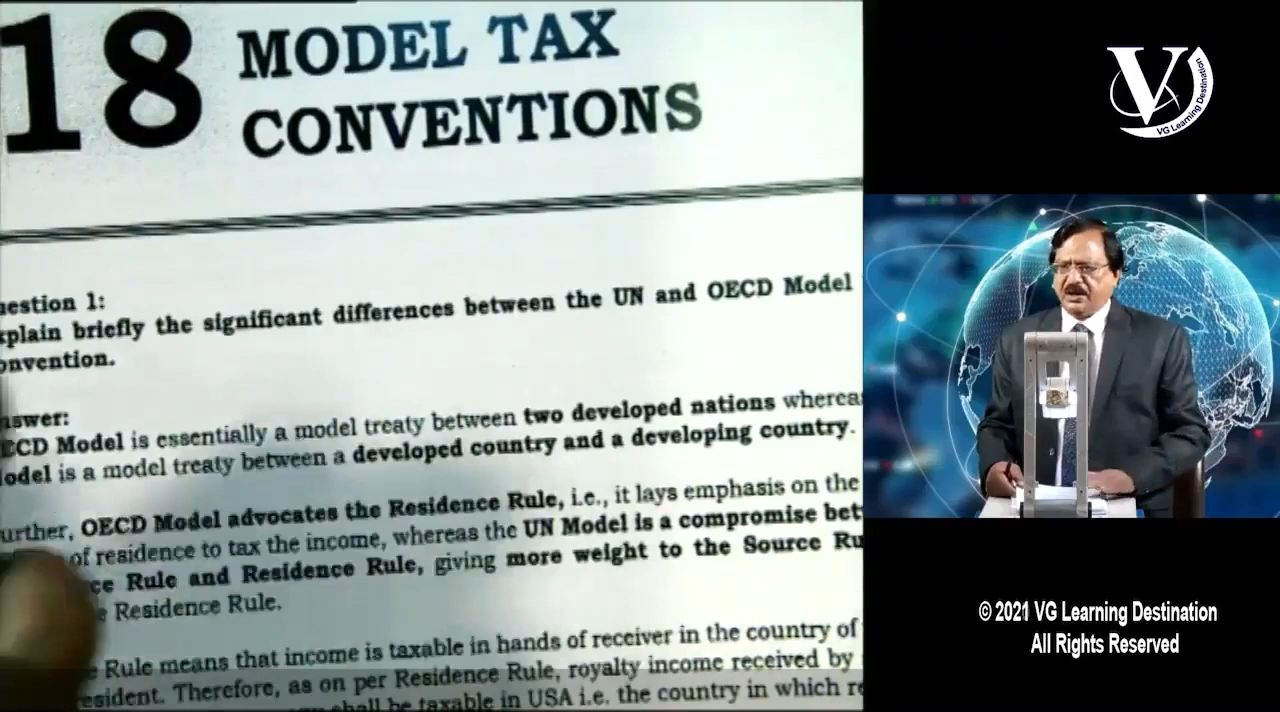 18 MODEL TAX
CONVENTIONS
uestion 1:
xplain briefly the significant differences between the UN and OECD Model
onvention.
nswer:
ECD Model is essentially a model treaty between two developed nations wherea
odel is a model treaty between a developed country and a developing country.
urther, OECD Model advocates the Residence Rule, i.e., it lays emphasis on the
of residence to tax the income, whereas the UN Model is a compromise bet
ce Rule and Residence Rule, giving more weight to the Source Ru
e Residence Rule.
e Rule means that income is taxable in hands of receiver in the country of
esident. Therefore, as on per Residence Rule, royalty income received by
shall be taxable in USA i.e. the country in which re
V
VG Learning Destination
© 2021 VG Learning Destination
All Rights Reserved